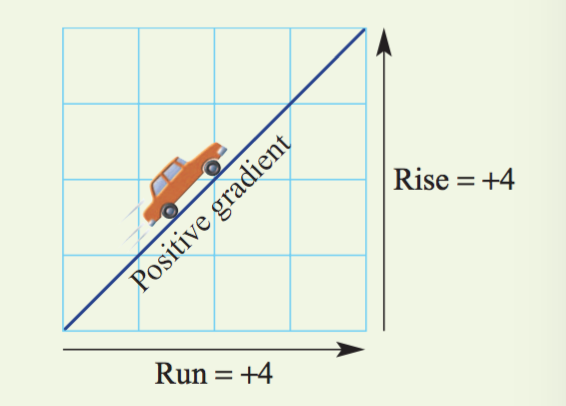 Positive gradient
Rise = +4
Run = +4